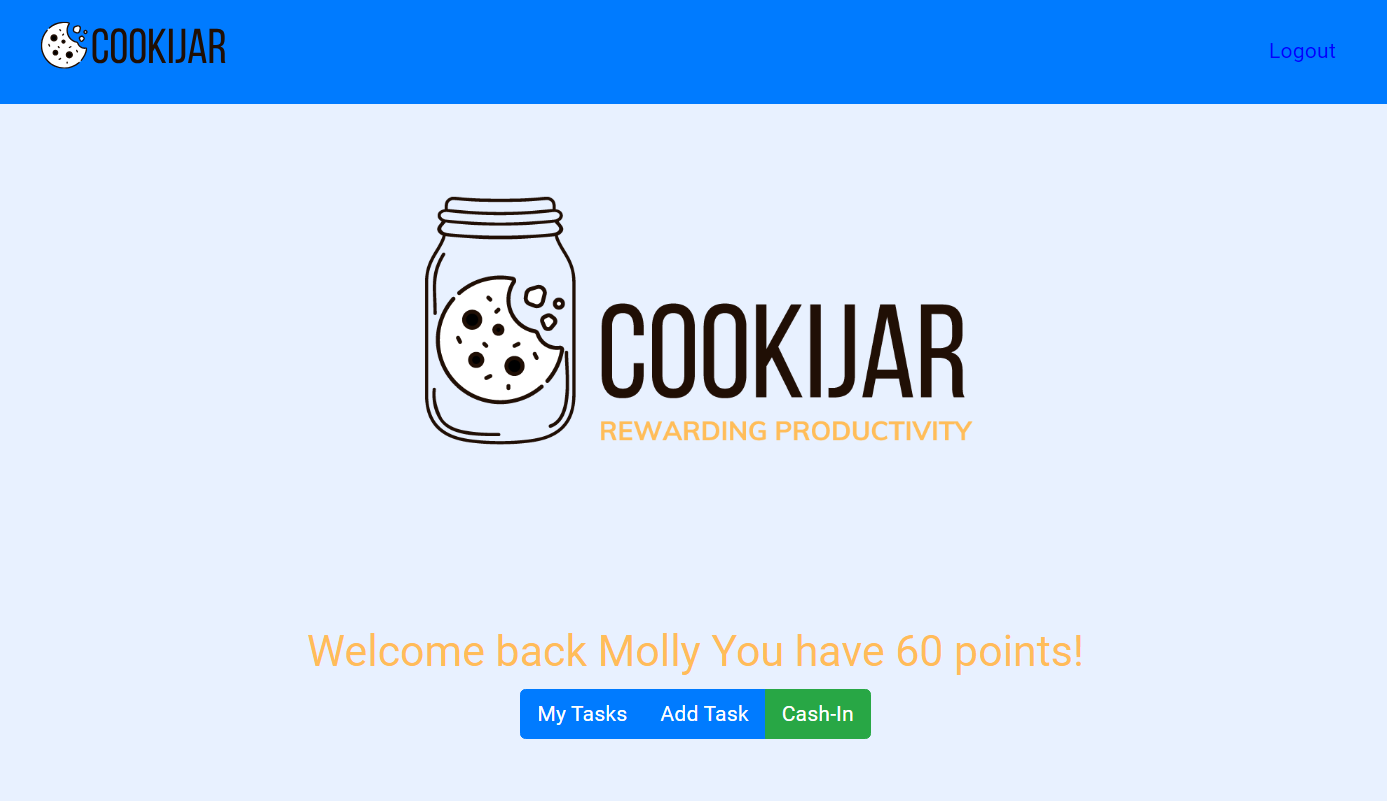 COOKIJAR
Logout
COOKIJAR
REWARDING PRODUCTIVITY
Welcome back Molly You have 60 points!
My Tasks Add Task Cash-In